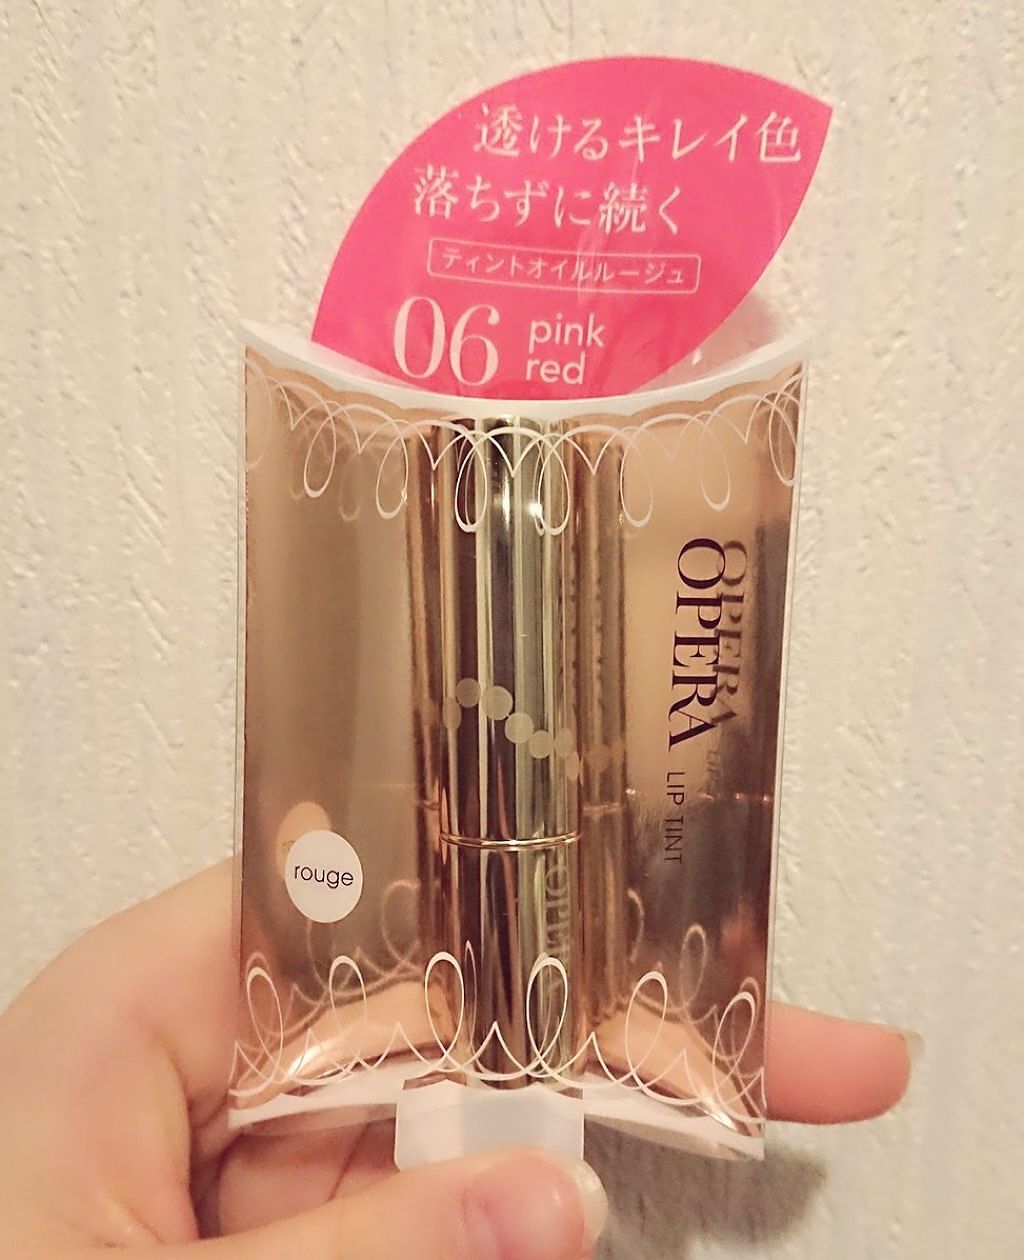 透けるキレイ色
落ちずに続く
ティントオイルルージュ
06 pink
red
OPERA LIP TINT
rouge
OPERA